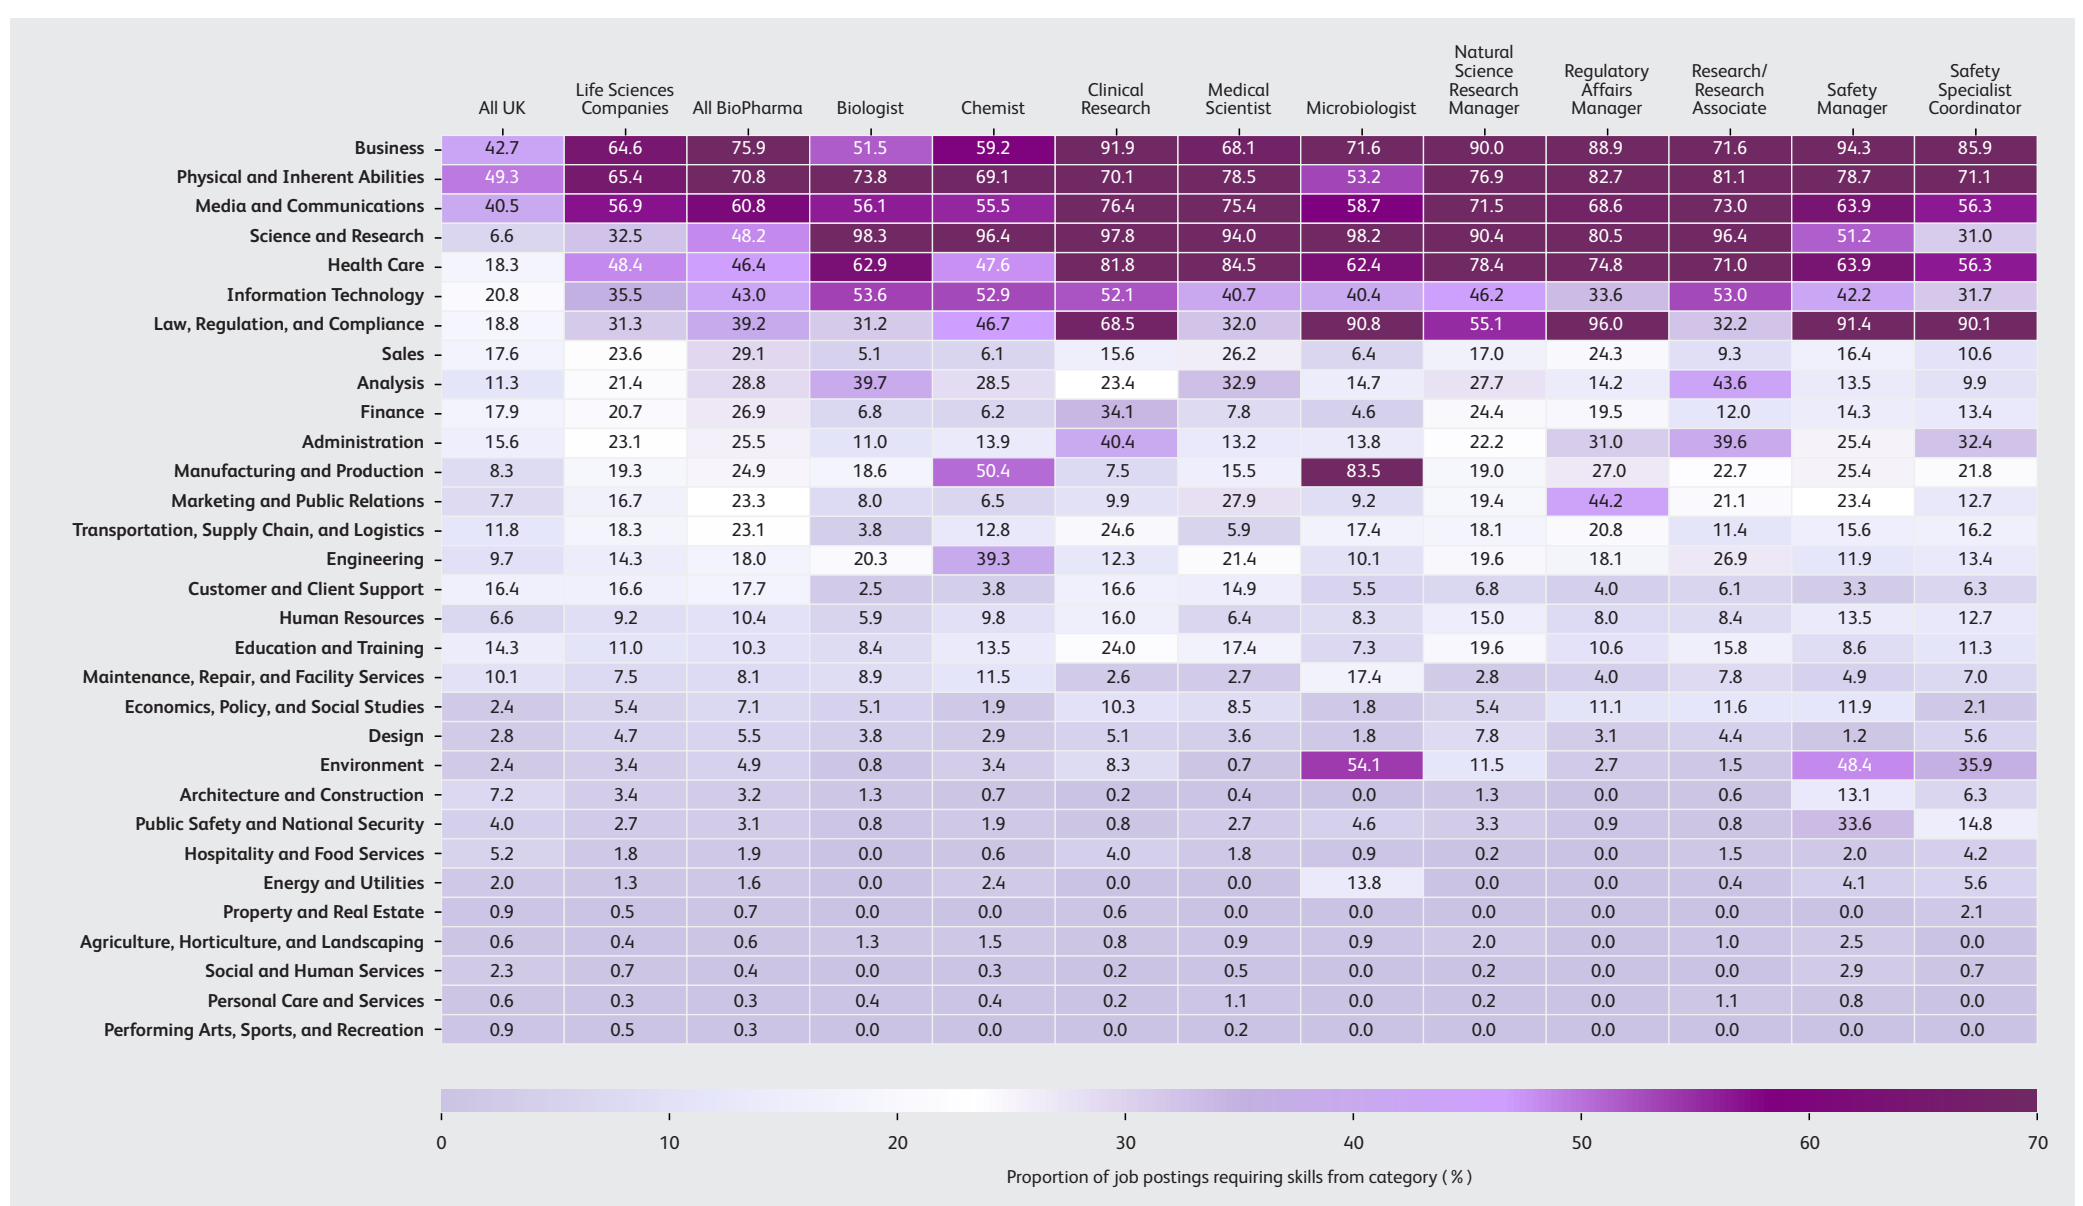 Natural
Science
Research
Manager
Life Sciences
Companies
Clinical
Research
Medical
Scientist
Regulatory
Affairs
Manager
Research/
Research
Associate
Safety
Manager
Safety
Specialist
Coordinator
All UK All BioPharma Biologist Chemist Microbiologist
Business 42.7 64.6 75.9 51.5 59.2 91.9 68.1 71.6 90.0 88.9 71.6 94.3 85.9
Physical and Inherent Abilities 49.3 65.4 70.8 73.8 69.1 70.1 78.5 53.2 76.9 82.7 81.1 78.7 71.1
Media and Communications 40.5 56.9 60.8 56.1 55.5 76.4 75.4 58.7 71.5 68.6 73.0 63.9 56.3
Science and Research 6.6 32.5 48.2 98.3 96.4 97.8 94.0 98.2 90.4 80.5 96.4 51.2 31.0
Health Care 18.3 48.4 46.4 62.9 47.6 81.8 84.5 62.4 78.4 74.8 71.0 63.9 56.3
Information Technology 20.8 35.5 43.0 53.6 52.9 52.1 40.7 40.4 46.2 33.6 53.0 42.2 31.7
Law, Regulation, and Compliance 18.8 31.3 39.2 31.2 46.7 68.5 32.0 90.8 55.1 96.0 32.2 91.4 90.1
Sales 17.6 23.6 29.1 5.1 6.1 15.6 26.2 6.4 17.0 24.3 9.3 16.4 10.6
Analysis 11.3 21.4 28.8 39.7 28.5 23.4 32.9 14.7 27.7 14.2 43.6 13.5 9.9
Finance 17.9 20.7 26.9 6.8 6.2 34.1 7.8 4.6 24.4 19.5 12.0 14.3 13.4
Administration 15.6 23.1 25.5 11.0 13.9 40.4 13.2 13.8 22.2 31.0 39.6 25.4 32.4
Manufacturing and Production 8.3 19.3 24.9 18.6 50.4 7.5 15.5 83.5 19.0 27.0 22.7 25.4 21.8
Marketing and Public Relations 7.7 16.7 23.3 8.0 6.5 9.9 27.9 9.2 19.4 44.2 21.1 23.4 12.7
Transportation, Supply Chain, and Logistics 11.8 18.3 23.1 3.8 12.8 24.6 5.9 17.4 18.1 20.8 11.4 15.6 16.2
Engineering 9.7 14.3 18.0 20.3 39.3 12.3 21.4 10.1 19.6 18.1 26.9 11.9 13.4
Customer and Client Support 16.4 16.6 17.7 2.5 3.8 16.6 14.9 5.5 6.8 4.0 6.1 3.3 6.3
Human Resources 6.6 9.2 10.4 5.9 9.8 16.0 6.4 8.3 15.0 8.0 8.4 13.5 12.7
Education and Training 14.3 11.0 10.3 8.4 13.5 24.0 17.4 7.3 19.6 10.6 15.8 8.6 11.3
Maintenance, Repair, and Facility Services 10.1 7.5 8.1 8.9 11.5 2.6 2.7 17.4 2.8 4.0 7.8 4.9 7.0
Economics, Policy, and Social Studies 2.4 5.4 7.1 5.1 1.9 10.3 8.5 1.8 5.4 11.1 11.6 11.9 2.1
Design 2.8 4.7 5.5 3.8 2.9 5.1 3.6 1.8 7.8 3.1 4.4 1.2 5.6
Environment 2.4 3.4 4.9 0.8 3.4 8.3 0.7 54.1 11.5 2.7 1.5 48.4 35.9
Architecture and Construction 7.2 3.4 3.2 1.3 0.7 0.2 0.4 0.0 1.3 0.0 0.6 13.1 6.3
Public Safety and National Security 4.0 2.7 3.1 0.8 1.9 0.8 2.7 4.6 3.3 0.9 0.8 33.6 14.8
Hospitality and Food Services 5.2 1.8 1.9 0.0 0.6 4.0 1.8 0.9 0.2 0.0 1.5 2.0 4.2
Energy and Utilities 2.0 1.3 1.6 0.0 2.4 0.0 0.0 13.8 0.0 0.0 0.4 4.1 5.6
Property and Real Estate 0.9 0.5 0.7 0.0 0.0 0.6 0.0 0.0 0.0 0.0 0.0 0.0 2.1
Agriculture, Horticulture, and Landscaping 0.6 0.4 0.6 1.3 1.5 0.8 0.9 0.9 2.0 0.0 1.0 2.5 0.0
Social and Human Services 2.3 0.7 0.4 0.0 0.3 0.2 0.5 0.0 0.2 0.0 0.0 2.9 0.7
Personal Care and Services 0.6 0.3 0.3 0.4 0.4 0.2 1.1 0.0 0.2 0.0 1.1 0.8 0.0
Performing Arts, Sports, and Recreation 0.9 0.5 0.3 0.0 0.0 0.0 0.2 0.0 0.0 0.0 0.0 0.0 0.0
0 10 20 30 40 50 60 70
Proportion of job postings requiring skills from category (%)